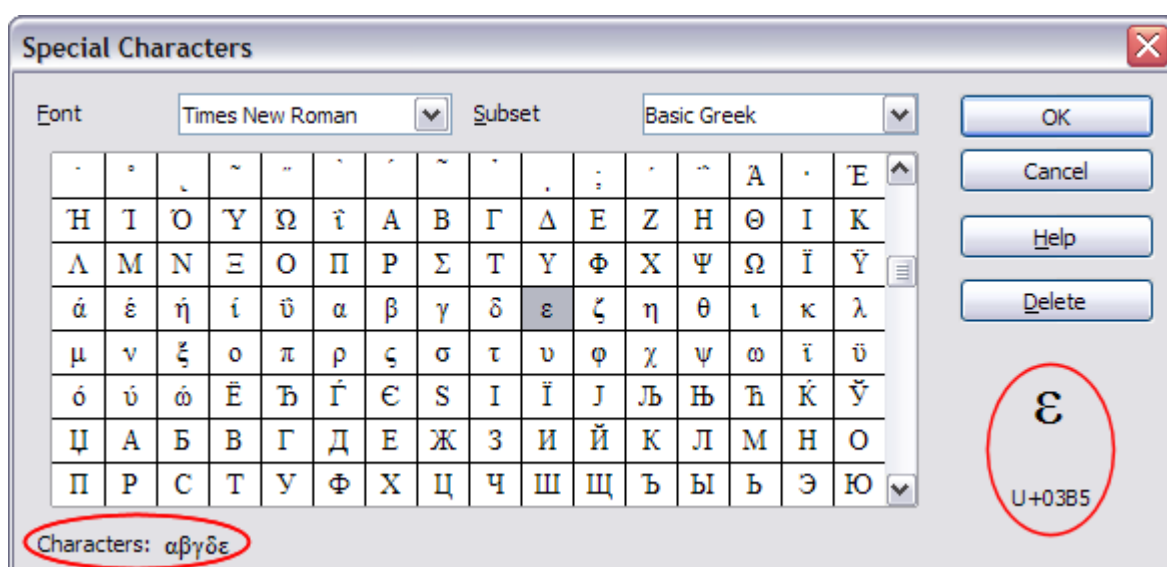 Special Characters
Font Times New Roman Subset Basic Greek OK
Cancel
Help
Delete
΄ Ά · Έ
Ή Ί Ό Ύ Ώ ΐ Α Β Γ Δ Ε Ζ Η Θ Ι Κ
Λ Μ Ν Ξ Ο Π Ρ Σ Τ Υ Φ Χ Ψ Ω Ϊ Ϋ
ά έ ή ί ΰ α β γ δ ε ζ η θ ι κ λ
μ ν ξ ο π ρ ς σ τ υ φ χ ψ ω ϊ ϋ
ό ύ ώ Ё Ђ Ѓ Є Ѕ І Ї Ј Љ Њ Ћ Ќ Ў
Џ А Б В Г Д Е Ж З И Й К Л М Н О
П Р С Т У Ф Х Ц Ч Ш Щ Ъ Ы Ь Э Ю
ε
U+03B5
Characters: αβγδε